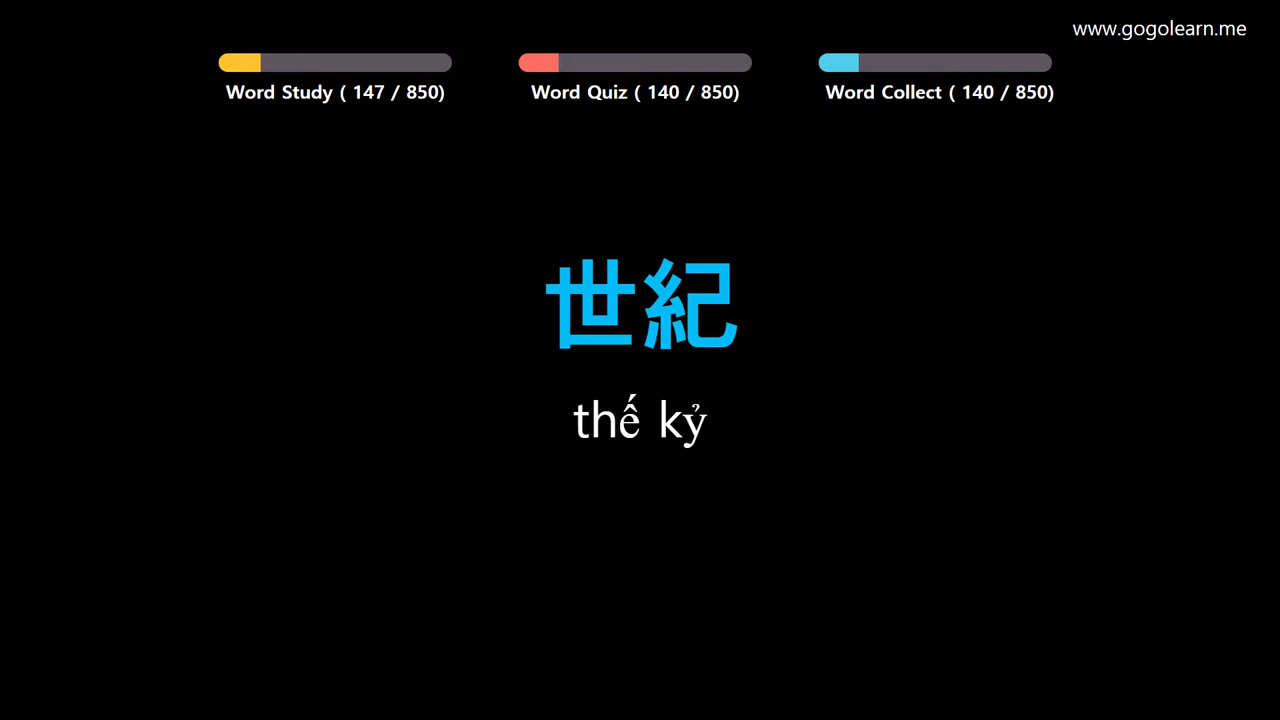 www.gogolearn.me
Word Study ( 147 / 850)
Word Quiz ( 140 / 850)
Word Collect ( 140 / 850)
世紀
thế kỷ